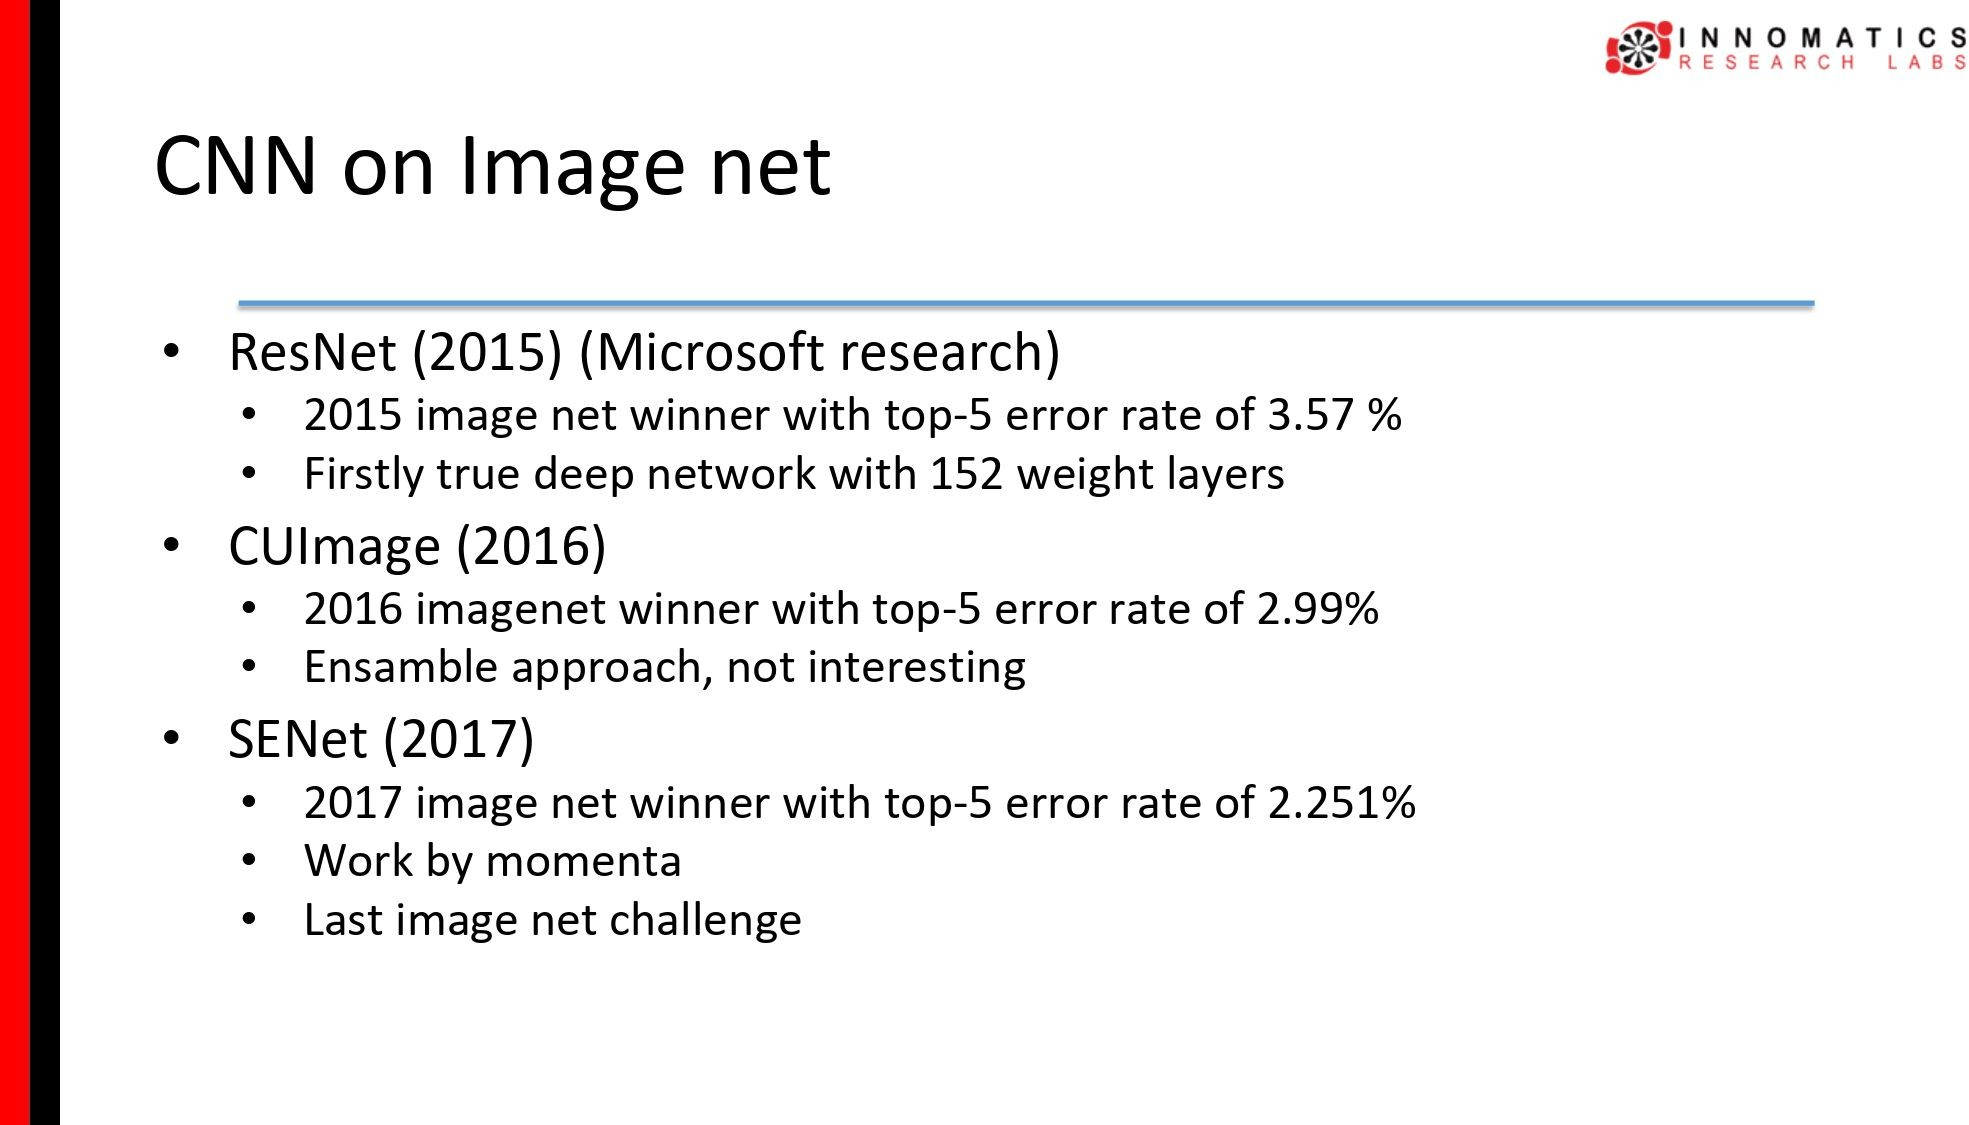 INNOMATICS
RESEARCH LABS
CNN on Image net
• ResNet (2015) (Microsoft research)
• 2015 image net winner with top-5 error rate of 3.57 %
• Firstly true deep network with 152 weight layers
• CUImage (2016)
• 2016 imagenet winner with top-5 error rate of 2.99%
• Ensamble approach, not interesting
• SENet (2017)
• 2017 image net winner with top-5 error rate of 2.251%
• Work by momenta
• Last image net challenge